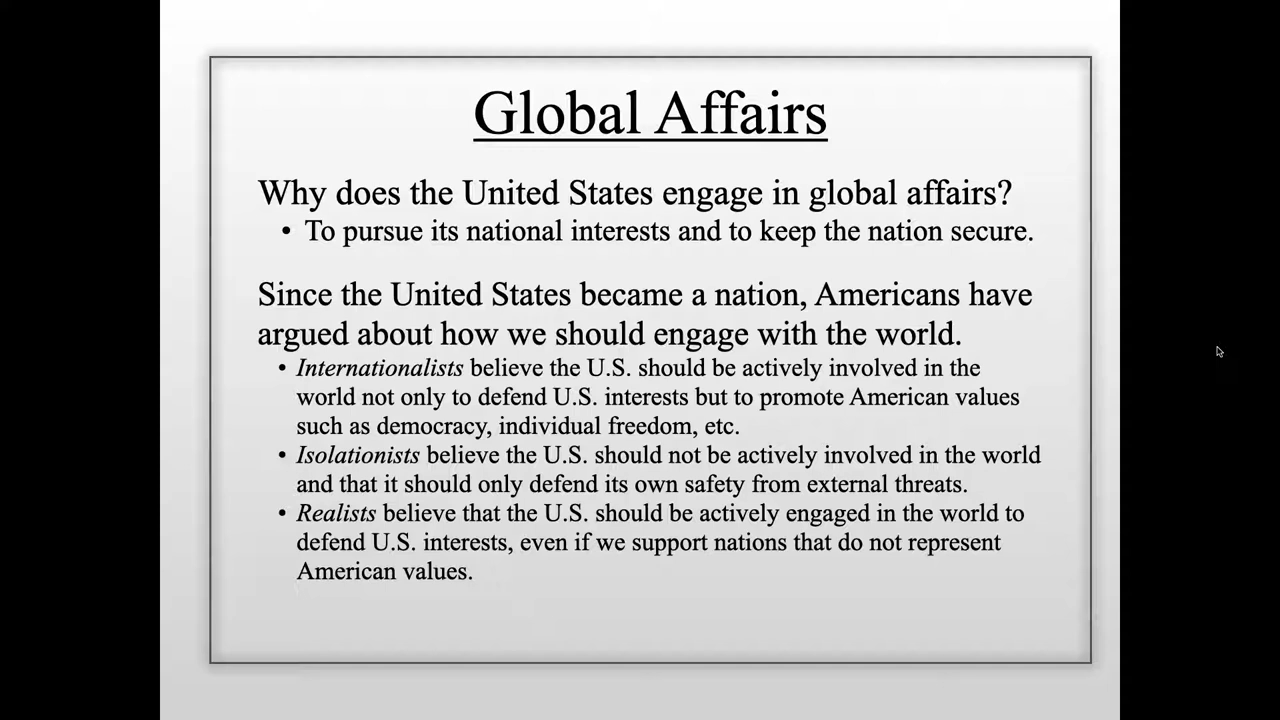 Global Affairs
Why does the United States engage in global affairs?
• To pursue its national interests and to keep the nation secure.
Since the United States became a nation, Americans have
argued about how we should engage with the world.
• Internationalists believe the U.S. should be actively involved in the
world not only to defend U.S. interests but to promote American values
such as democracy, individual freedom, etc.
• Isolationists believe the U.S. should not be actively involved in the world
and that it should only defend its own safety from external threats.
• Realists believe that the U.S. should be actively engaged in the world to
defend U.S. interests, even if we support nations that do not represent
American values.